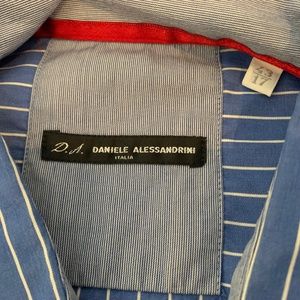 43
17
D.A. DANIELE ALESSANDRINI
ITALIA